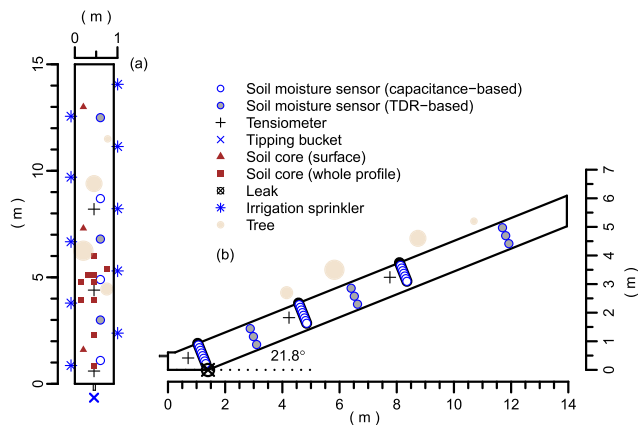 ( m )
0 1
(a)
15
10
5
0
( m )
Soil moisture sensor (capacitance−based)
Soil moisture sensor (TDR−based)
Tensiometer
Tipping bucket
Soil core (surface)
Soil core (whole profile)
Leak
Irrigation sprinkler
Tree
(b)
21.8°
7
6
5
4
3
2
1
0
( m )
0 2 4 6 8 10 12 14
( m )